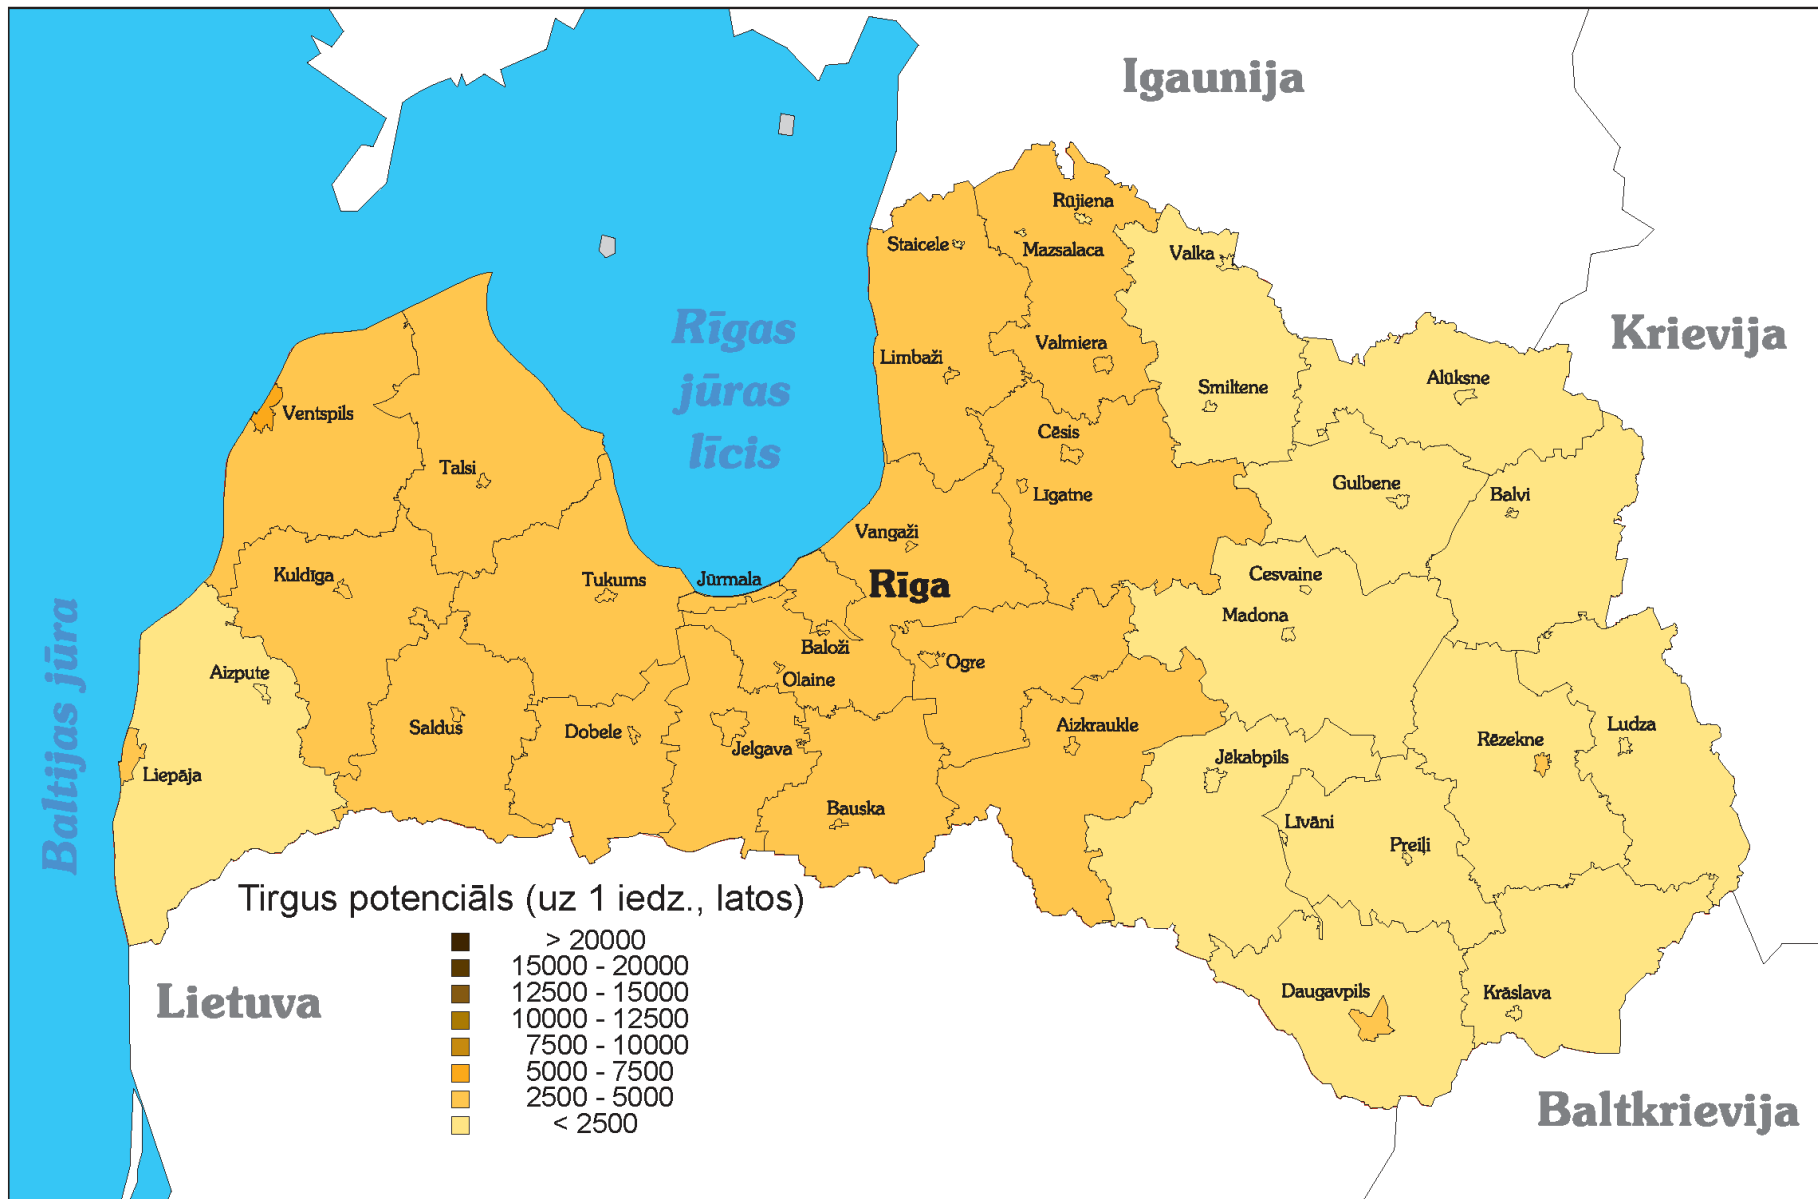 Igaunija
Rūjiena
Staicele
Mazsalaca
Valka
Rīgas
jūras
līcis
Krievija
Valmiera
Limbaži
Alūksne
Smiltene
Ventspils
Cēsis
Talsi
Gulbene
Līgatne
Balvi
Vangaži
Kuldīga
Tukums
Jūrmala
Rīga
Cesvaine
Madona
Baltijas jūra
Baloži
Ogre
Aizpute
Olaine
Saldus
Dobele
Jelgava
Aizkraukle
Ludza
Rēzekne
Liepāja
Jēkabpils
Bauska
Līvāni
Preiļi
Tirgus potenciāls (uz 1 iedz., latos)
> 20000
15000 - 20000
12500 - 15000
10000 - 12500
7500 - 10000
5000 - 7500
2500 - 5000
< 2500
Lietuva
Daugavpils
Krāslava
Baltkrievija